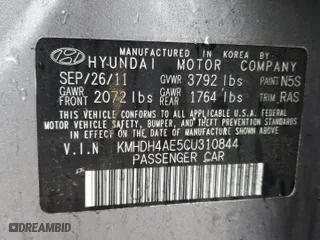 MANUFACTURED IN KOREA BY
HYUNDAI MOTOR COMPANY
SEP/26/11 GVWR 3792 lbs PAINT N5S
GAWR FRONT 2072 lbs GAWR REAR 1764 lbs TRIM RAS
THIS VEHICLE CONFORMS TO ALL APPLICABLE U.S.A. FEDERAL
MOTOR VEHICLE SAFETY, BUMPER, AND THEFT PREVENTION
STANDARDS IN EFFECT ON THE DATE OF MANUFACTURE
SHOWN ABOVE.
V.I.N KMHDH4AE5CU310844
PASSENGER CAR
DREAMBID